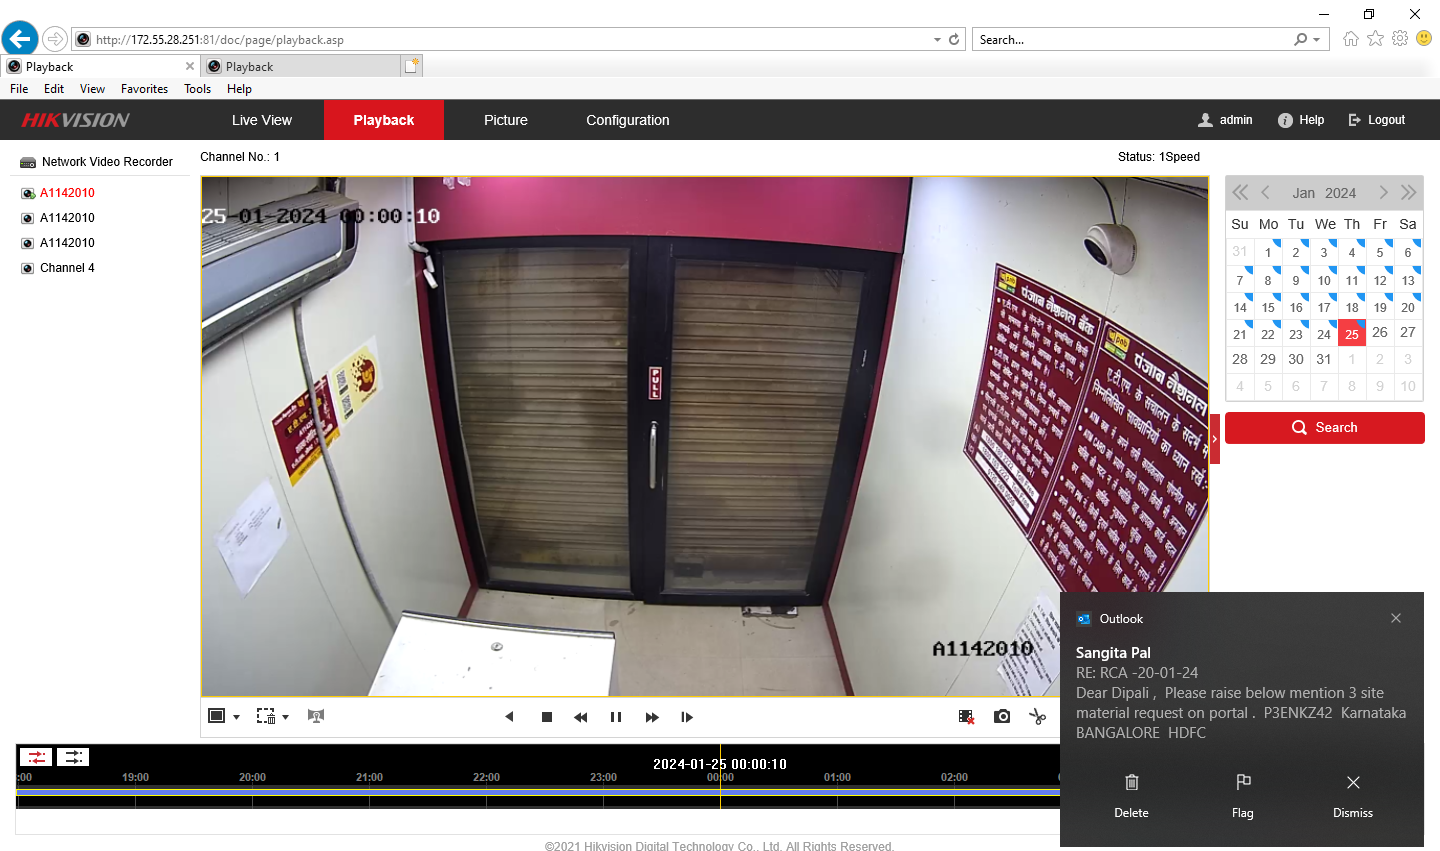 http://172.55.28.251:81/doc/page/playback.asp
Search...
Playback
Playback
File Edit View Favorites Tools Help
HIKVISION
Live View
Playback
Picture
Configuration
admin
Help
Logout
Network Video Recorder
A1142010
A1142010
A1142010
Channel 4
Channel No.: 1
Status: 1Speed
25-01-2024 00:00:10
PULL
pnb
पंजाब नैशनल बैंक
pnb
पंजाब नैशनल
ए.टी.एम. के संचालन के संदर्भ में
निम्नलिखित सावधानियों का ध्यान रखें:
A1142010
Jan 2024
Su Mo Tu We Th Fr Sa
31 1 2 3 4 5 6
7 8 9 10 11 12 13
14 15 16 17 18 19 20
21 22 23 24 25 26 27
28 29 30 31 1 2 3
4 5 6 7 8 9 10
Search
2024-01-25 00:00:10
:00 19:00 20:00 21:00 22:00 23:00 00:00 01:00 02:00
Outlook
Sangita Pal
RE: RCA -20-01-24
Dear Dipali , Please raise below mention 3 site
material request on portal . P3ENKZ42 Karnataka
BANGALORE HDFC
Delete
Flag
Dismiss
©2021 Hikvision Digital Technology Co., Ltd. All Rights Reserved.